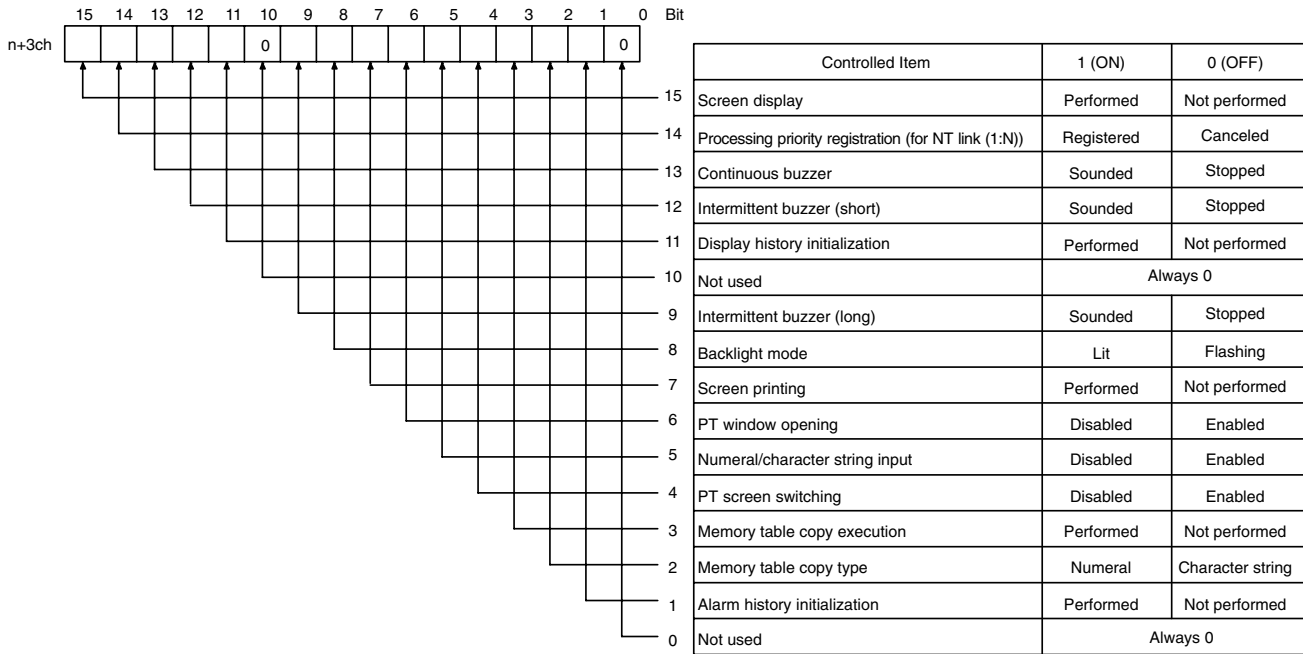 15 14 13 12 11 10 9 8 7 6 5 4 3 2 1 0 Bit
n+3ch 0 0
Controlled Item 1 (ON) 0 (OFF)
15 Screen display Performed Not performed
14 Processing priority registration (for NT link (1:N)) Registered Canceled
13 Continuous buzzer Sounded Stopped
12 Intermittent buzzer (short) Sounded Stopped
11 Display history initialization Performed Not performed
10 Not used Always 0
9 Intermittent buzzer (long) Sounded Stopped
8 Backlight mode Lit Flashing
7 Screen printing Performed Not performed
6 PT window opening Disabled Enabled
5 Numeral/character string input Disabled Enabled
4 PT screen switching Disabled Enabled
3 Memory table copy execution Performed Not performed
2 Memory table copy type Numeral Character string
1 Alarm history initialization Performed Not performed
0 Not used Always 0